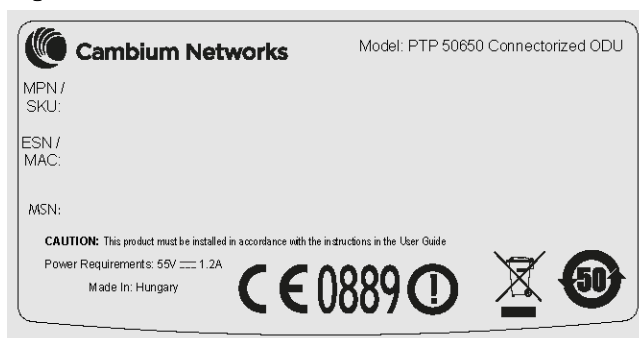 Cambium Networks
Model: PTP 50650 Connectorized ODU
MPN /
SKU:
ESN /
MAC:
MSN:
CAUTION: This product must be installed in accordance with the instructions in the User Guide
Power Requirements: 55V ⎓ 1.2A
Made In: Hungary
CE 0889 !
50